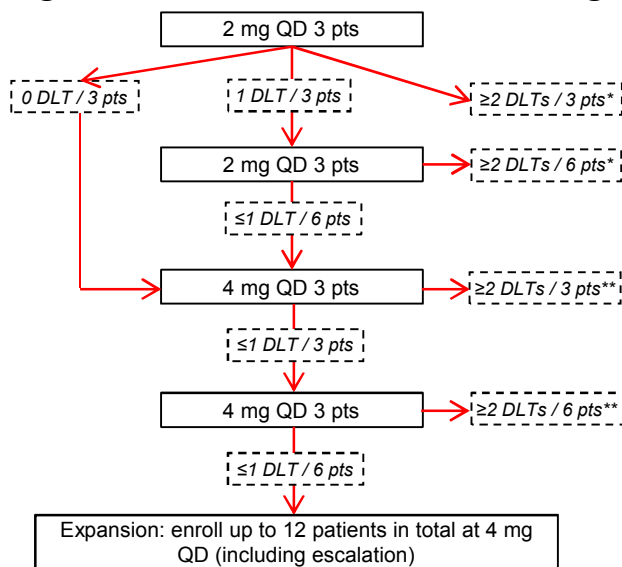 2 mg QD 3 pts
0 DLT / 3 pts
1 DLT / 3 pts
≥2 DLTs / 3 pts*
2 mg QD 3 pts
≥2 DLTs / 6 pts*
≤1 DLT / 6 pts
4 mg QD 3 pts
≥2 DLTs / 3 pts**
≤1 DLT / 3 pts
4 mg QD 3 pts
≥2 DLTs / 6 pts**
≤1 DLT / 6 pts
Expansion: enroll up to 12 patients in total at 4 mg
QD (including escalation)